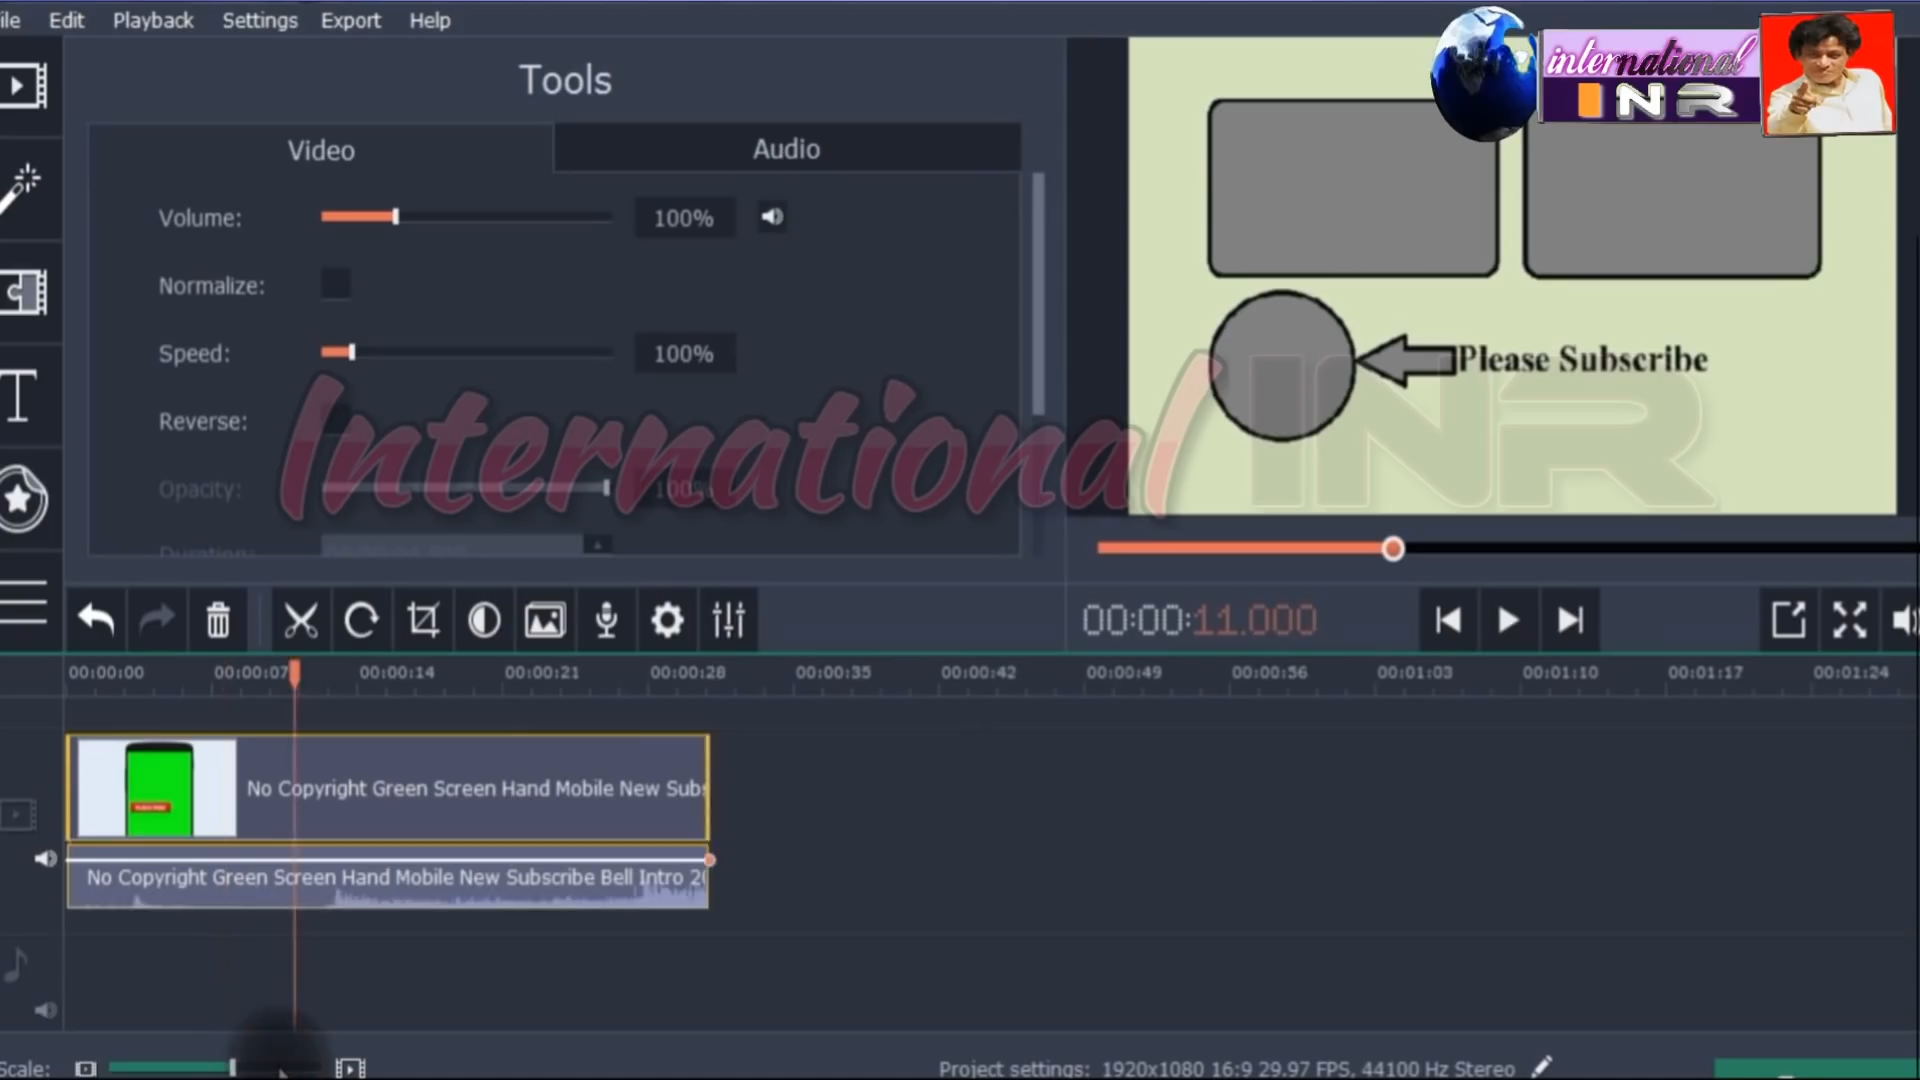 ile Edit Playback Settings Export Help
international
INR
Tools
Video Audio
Volume: 100%
Normalize:
Speed: 100%
Reverse:
Opacity: 100%
Duration:
Please Subscribe
International INR
00:00:11.000
00:00:00 00:00:07 00:00:14 00:00:21 00:00:28 00:00:35 00:00:42 00:00:49 00:00:56 00:01:03 00:01:10 00:01:17 00:01:24
No Copyright Green Screen Hand Mobile New Subs
No Copyright Green Screen Hand Mobile New Subscribe Bell Intro 20
Scale: Project settings: 1920x1080 16:9 29.97 FPS, 44100 Hz Stereo